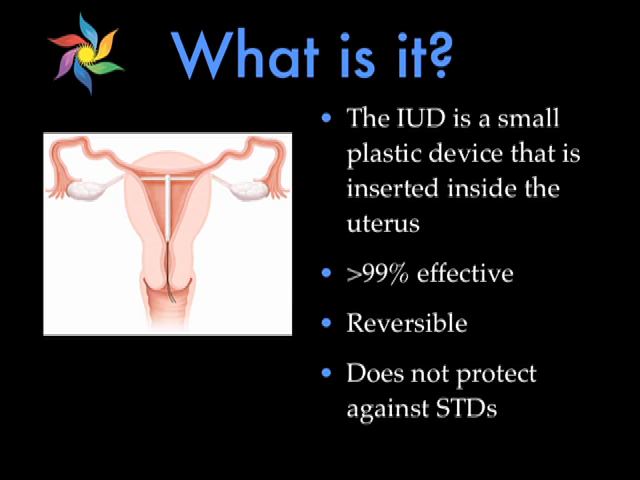 What is it?
• The IUD is a small
plastic device that is
inserted inside the
uterus
• >99% effective
• Reversible
• Does not protect
against STDs